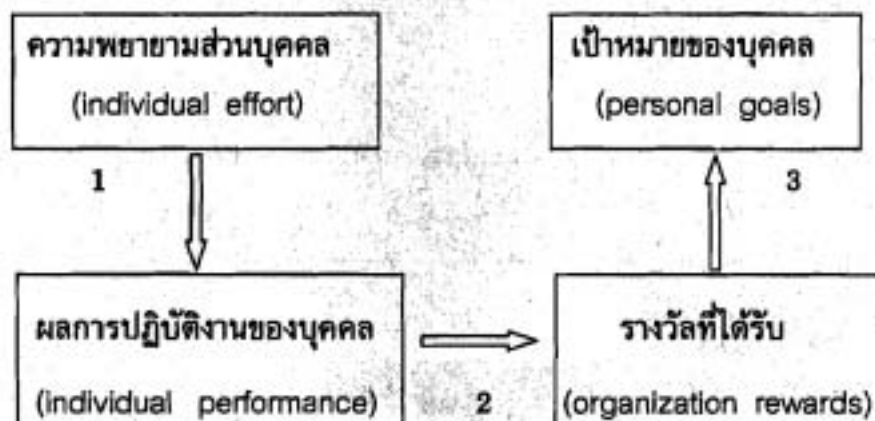 ความพยายามส่วนบุคคล
(individual effort)
1
ผลการปฏิบัติงานของบุคคล
(individual performance)
2
รางวัลที่ได้รับ
(organization rewards)
3
เป้าหมายของบุคคล
(personal goals)